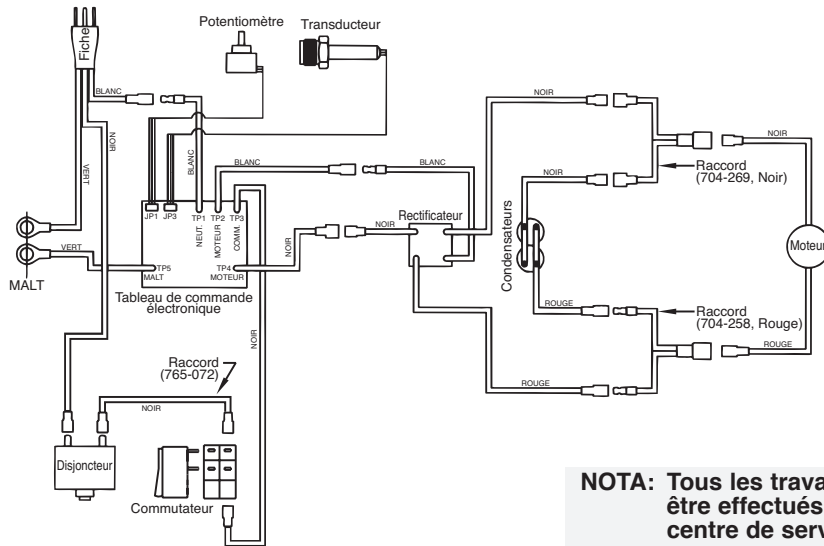 Potentiomètre
Transducteur
Fiche
BLANC
NOIR
VERT
BLANC
BLANC
BLANC
NOIR
NOIR
NOIR
Raccord
(704-269, Noir)
JP1 JP3 TP1 TP2 TP3
NEUT.
MOTEUR
COMM.
NOIR
NOIR
Rectificateur
Condensateurs
Moteur
VERT
MALT
TP5
MALT
TP4
MOTEUR
Tableau de commande
électronique
ROUGE
Raccord
(704-258, Rouge)
ROUGE
ROUGE
NOIR
Raccord
(765-072)
NOIR
Disjoncteur
Commutateur
NOTA: Tous les trava
être effectués
centre de serv